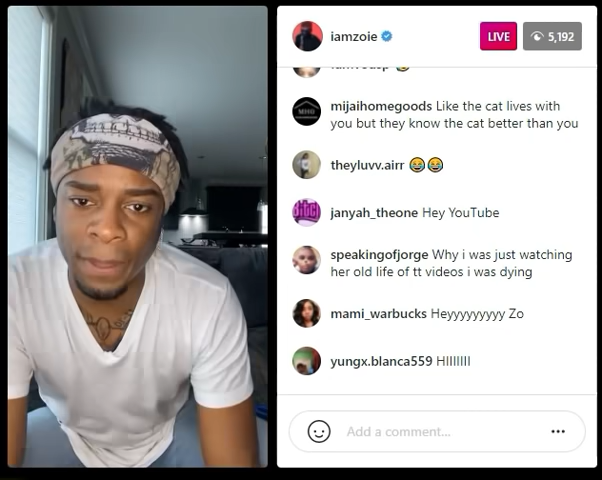 iamzoie
LIVE
5,192
mijaihomegoods Like the cat lives with
you but they know the cat better than you
theyluvv.airr 😂😂
janyah_theone Hey YouTube
speakingofjorge Why i was just watching
her old life of tt videos i was dying
mami_warbucks Heyyyyyyyyy Zo
yungx.blanca559 HIIIIIII
Add a comment...